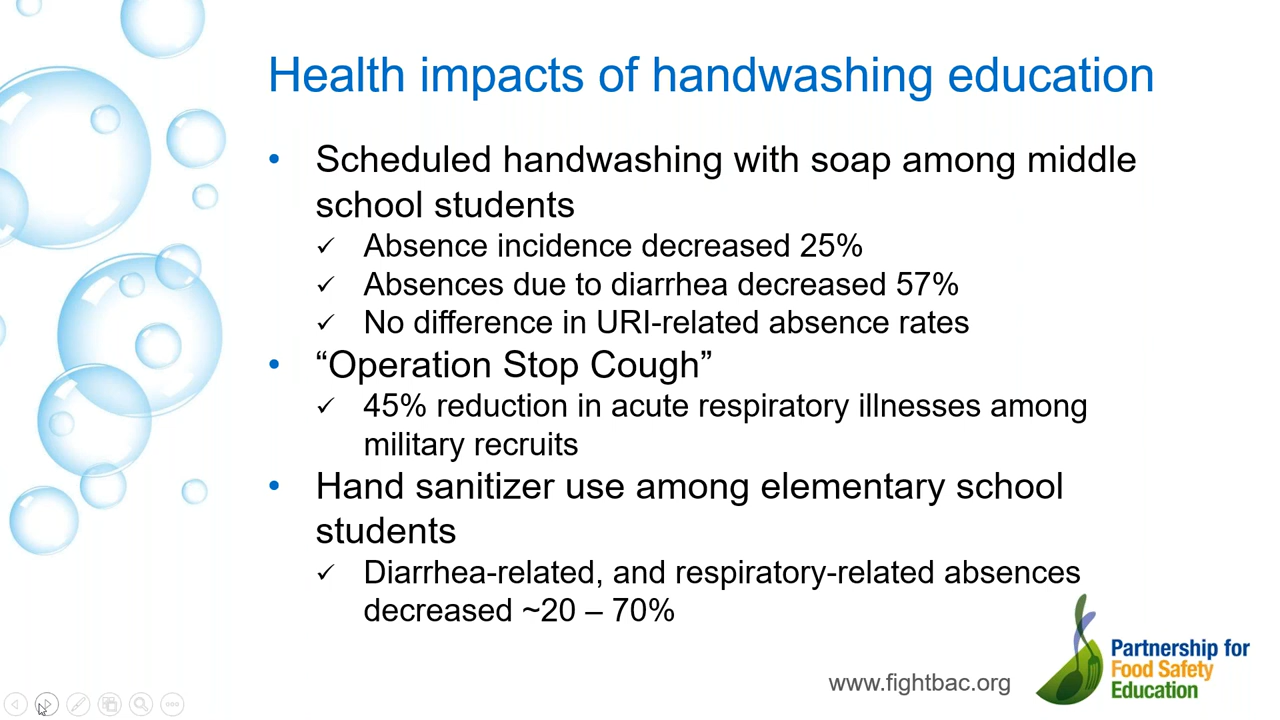 Health impacts of handwashing education
• Scheduled handwashing with soap among middle
school students
✓ Absence incidence decreased 25%
✓ Absences due to diarrhea decreased 57%
✓ No difference in URI-related absence rates
• “Operation Stop Cough”
✓ 45% reduction in acute respiratory illnesses among
military recruits
• Hand sanitizer use among elementary school
students
✓ Diarrhea-related, and respiratory-related absences
decreased ~20 – 70%
www.fightbac.org
Partnership for
Food Safety
Education